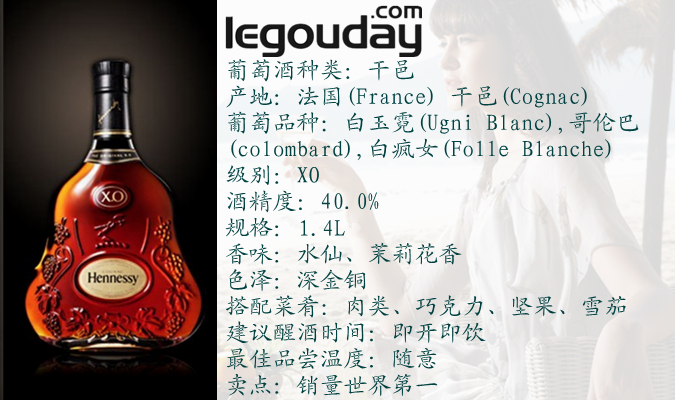 legouday.com
葡萄酒种类: 干邑
产地: 法国(France) 干邑(Cognac)
葡萄品种: 白玉霓(Ugni Blanc),哥伦巴
(colombard),白疯女(Folle Blanche)
级别: XO
酒精度: 40.0%
规格: 1.4L
香味: 水仙、茉莉花香
色泽: 深金铜
搭配菜肴: 肉类、巧克力、坚果、雪茄
建议醒酒时间: 即开即饮
最佳品尝温度: 随意
卖点: 销量世界第一
X.O
Hennessy